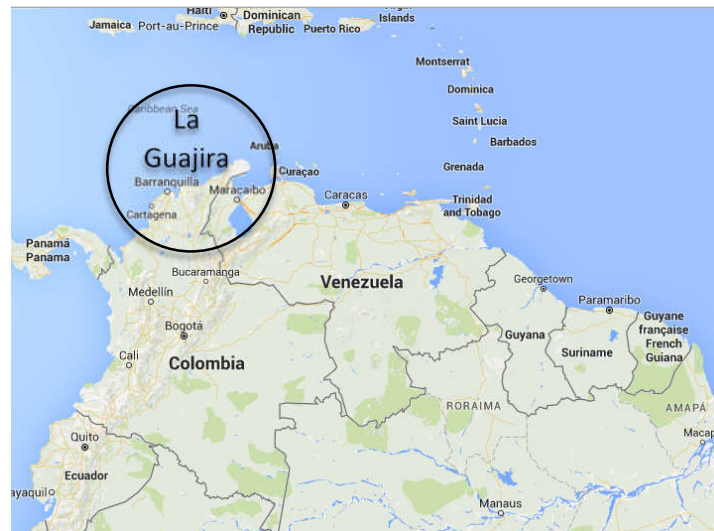 Haiti
Jamaica
Port-au-Prince
Dominican
Republic
Puerto Rico
Islands
Montserrat
Dominica
Saint Lucia
Barbados
Grenada
Caribbean Sea
La
Guajira
Aruba
Curaçao
Barranquilla
Maracaibo
Cartagena
Caracas
Trinidad
and Tobago
Panamá
Panama
Bucaramanga
Medellín
Venezuela
Georgetown
Paramaribo
Bogotá
Guyana
Suriname
Guyane
française
French
Guiana
Cali
Colombia
RORAIMA
AMAPÁ
Quito
Macap
Ecuador
ayaquil
Manaus